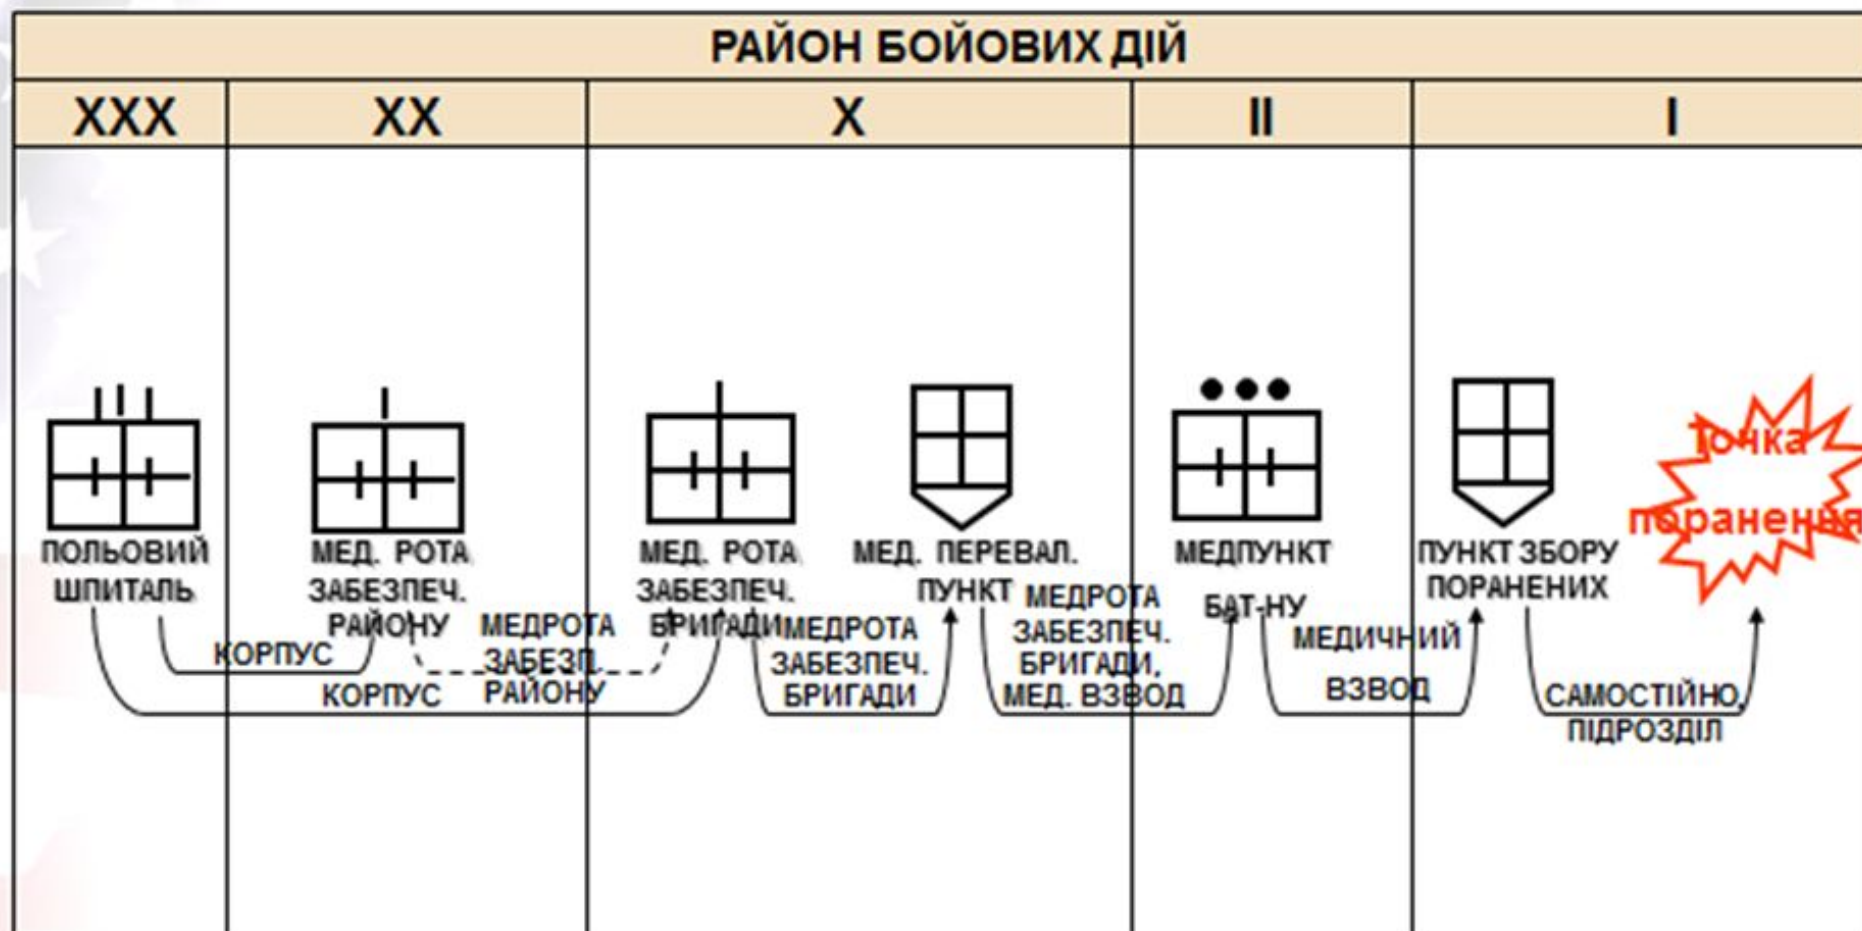 РАЙОН БОЙОВИХ ДІЙ
XXX
XX
X
II
I
ПОЛЬОВИЙ
ШПИТАЛЬ
МЕД. РОТА
ЗАБЕЗПЕЧ.
РАЙОНУ
МЕД. РОТА
ЗАБЕЗПЕЧ.
БРИГАДИ
МЕД. ПЕРЕВАЛ.
ПУНКТ
МЕДПУНКТ
БАТ-НУ
ПУНКТ ЗБОРУ
ПОРАНЕНИХ
Точка
поранення
КОРПУС
КОРПУС
МЕДРОТА
ЗАБЕЗП.
РАЙОНУ
МЕДРОТА
ЗАБЕЗПЕЧ.
БРИГАДИ
МЕДРОТА
ЗАБЕЗПЕЧ.
БРИГАДИ,
МЕД. ВЗВОД
МЕДИЧНИЙ
ВЗВОД
САМОСТІЙНО,
ПІДРОЗДІЛ